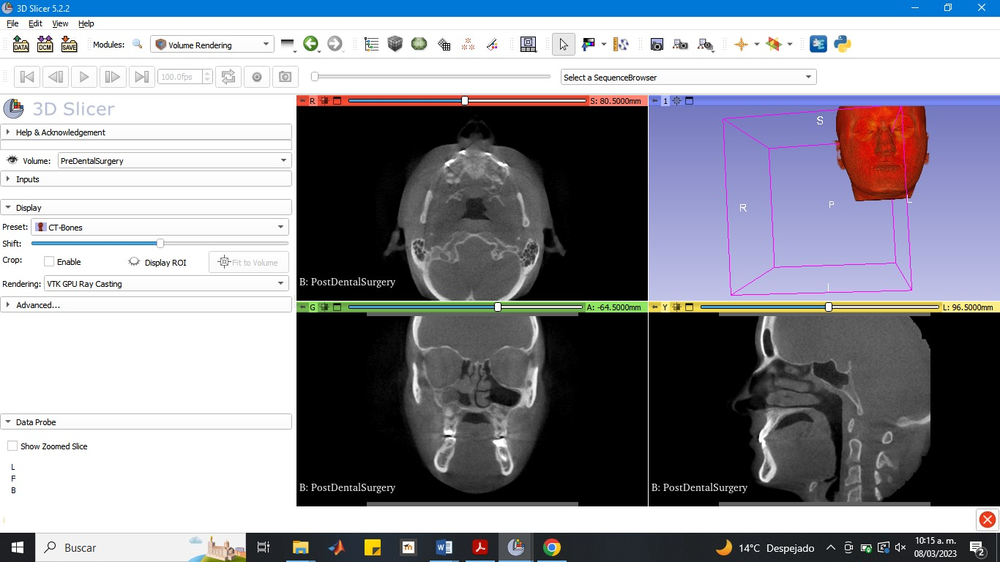 3D Slicer 5.2.2
File Edit View Help
DATA DCM SAVE Modules: Volume Rendering
100.0fps Select a SequenceBrowser
3D Slicer
Help & Acknowledgement
Volume: PreDentalSurgery
Inputs
Display
Preset: CT-Bones
Shift:
Crop: Enable Display ROI Fit to Volume
Rendering: VTK GPU Ray Casting
Advanced...
Data Probe
Show Zoomed Slice
L
F
B
R S: 80.5000mm
B: PostDentalSurgery
1
S
R P L
I
G A: -64.5000mm
B: PostDentalSurgery
Y L: 96.5000mm
B: PostDentalSurgery
Buscar
14°C Despejado
10:15 a. m.
08/03/2023
2